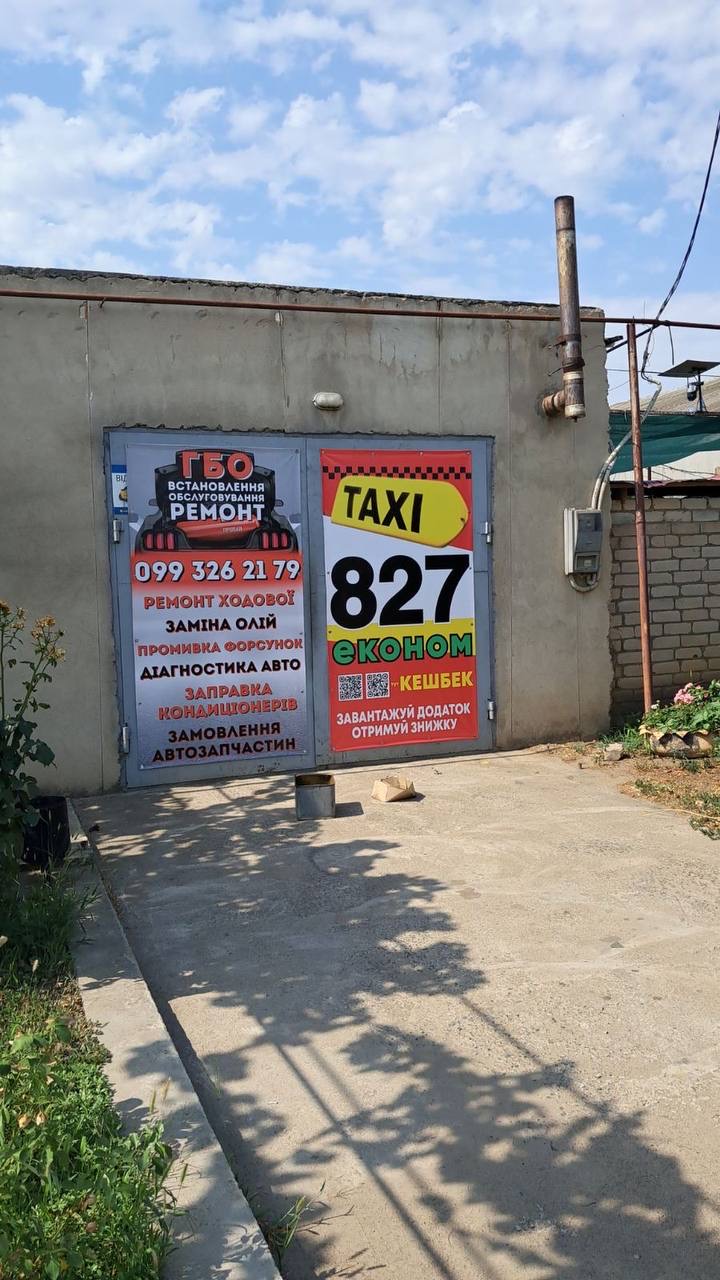 ГБО
ВСТАНОВЛЕННЯ
ОБСЛУГОВУВАННЯ
РЕМОНТ
099 326 21 79
РЕМОНТ ХОДОВОЇ
ЗАМІНА ОЛІЙ
ПРОМИВКА ФОРСУНОК
ДІАГНОСТИКА АВТО
ЗАПРАВКА
КОНДИЦІОНЕРІВ
ЗАМОВЛЕННЯ
АВТОЗАПЧАСТИН
TAXI
827
економ
КЕШБЕК
ЗАВАНТАЖУЙ ДОДАТОК
ОТРИМУЙ ЗНИЖКУ